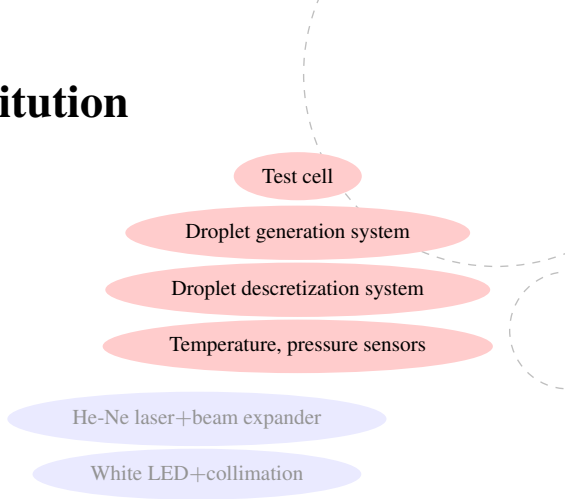 itution
Test cell
Droplet generation system
Droplet descretization system
Temperature, pressure sensors
He-Ne laser+beam expander
White LED+collimation